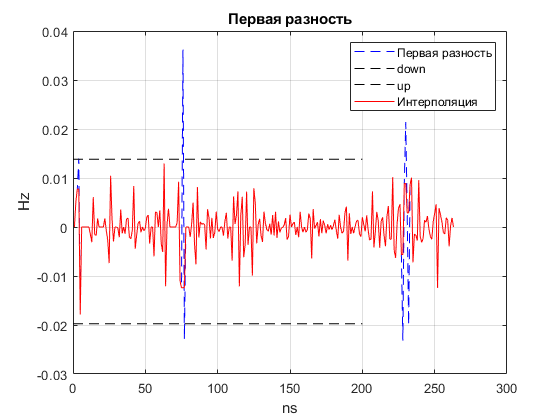 Первая разность
0.04
0.03
0.02
0.01
0
-0.01
-0.02
-0.03
Hz
Первая разность
down
up
Интерполяция
0
50
100
150
200
250
300
ns